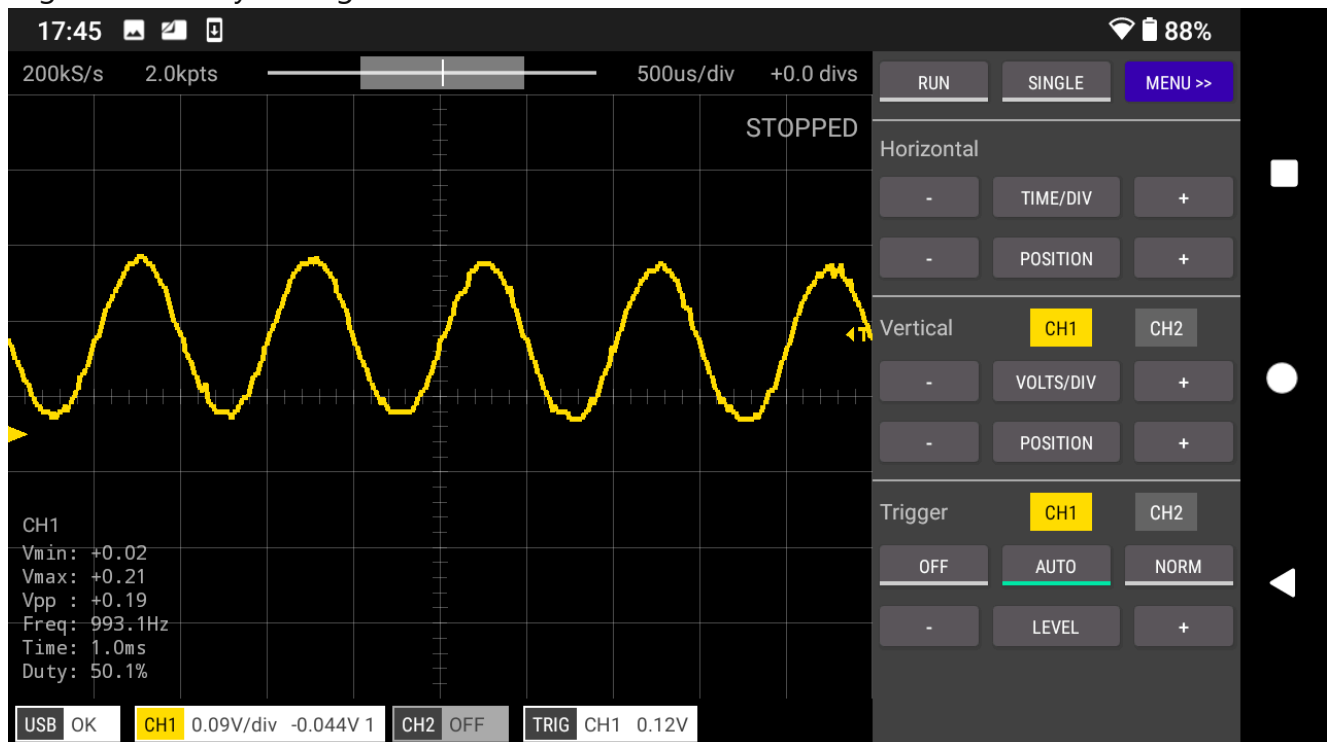 17:45 88%
200kS/s 2.0kpts 500us/div +0.0 divs
STOPPED
RUN SINGLE MENU >>
Horizontal
- TIME/DIV +
- POSITION +
Vertical CH1 CH2
- VOLTS/DIV +
- POSITION +
Trigger CH1 CH2
OFF AUTO NORM
- LEVEL +
T
CH1
Vmin: +0.02
Vmax: +0.21
Vpp : +0.19
Freq: 993.1Hz
Time: 1.0ms
Duty: 50.1%
USB OK CH1 0.09V/div -0.044V 1 CH2 OFF TRIG CH1 0.12V